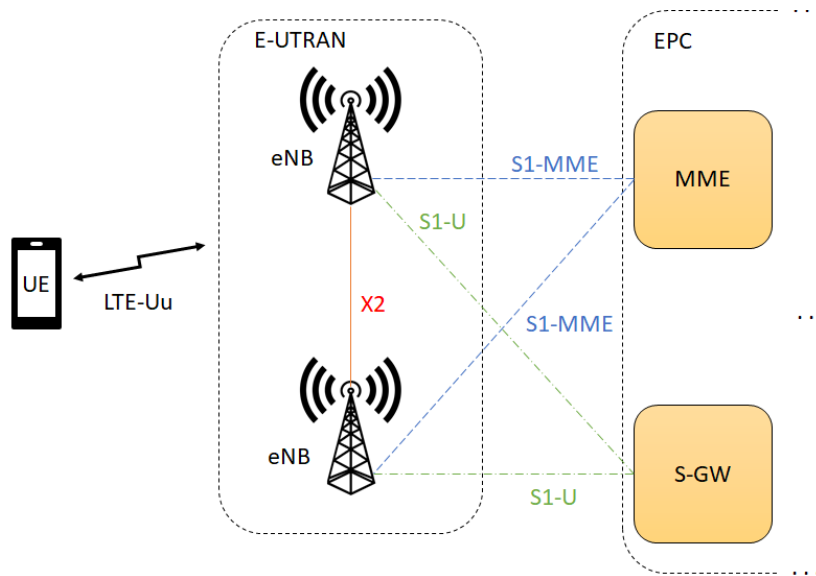 E-UTRAN
EPC
eNB
S1-MME
MME
S1-U
UE
LTE-Uu
X2
S1-MME
eNB
S-GW
S1-U